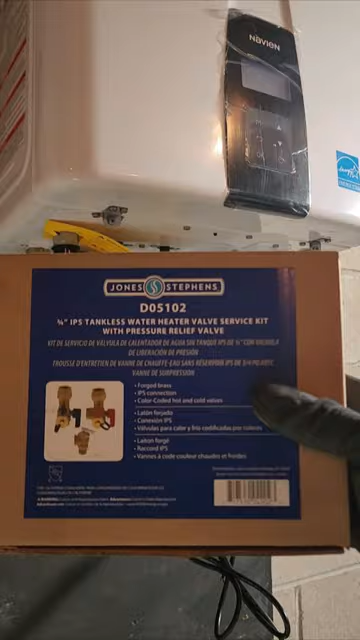 NAVIEN
JONES STEPHENS
D05102
¾" IPS TANKLESS WATER HEATER VALVE SERVICE KIT
WITH PRESSURE RELIEF VALVE
KIT DE SERVICIO DE VÁLVULA DE CALENTADOR DE AGUA SIN TANQUE IPS DE ¾" CON VÁLVULA
DE LIBERACIÓN DE PRESIÓN
TROUSSE D'ENTRETIEN DE VANNE DE CHAUFFE-EAU SANS RÉSERVOIR IPS DE 3/4 PO AVEC
VANNE DE SURPRESSION
• Forged brass
• IPS connection
• Color-Coded hot and cold valves
• Latón forjado
• Conexión IPS
• Válvulas para calor y frío codificadas por colores
• Laiton forgé
• Raccord IPS
• Vannes à code couleur chaudes et froides